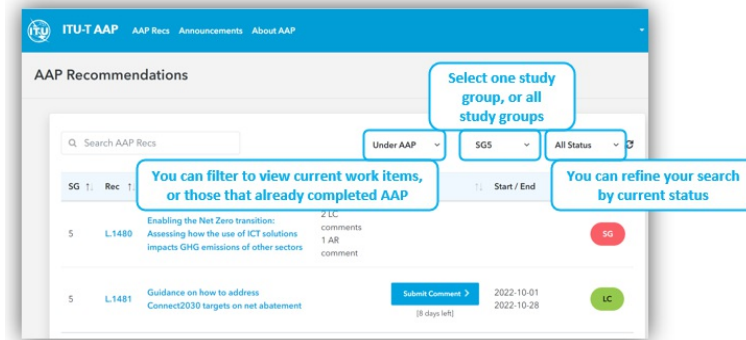 ITU-T AAP AAP Recs Announcements About AAP
AAP Recommendations
Select one study
group, or all
study groups
Search AAP Recs
Under AAP
SG5
All Status
You can filter to view current work items,
or those that already completed AAP
You can refine your search
by current status
SG Rec Start / End
5 L.1480 Enabling the Net Zero transition:
Assessing how the use of ICT solutions
impacts GHG emissions of other sectors
2 LC
comments
1 AR
comment
SG
5 L.1481 Guidance on how to address
Connect2030 targets on net abatement
Submit Comment >
[8 days left]
2022-10-01
2022-10-28
LC